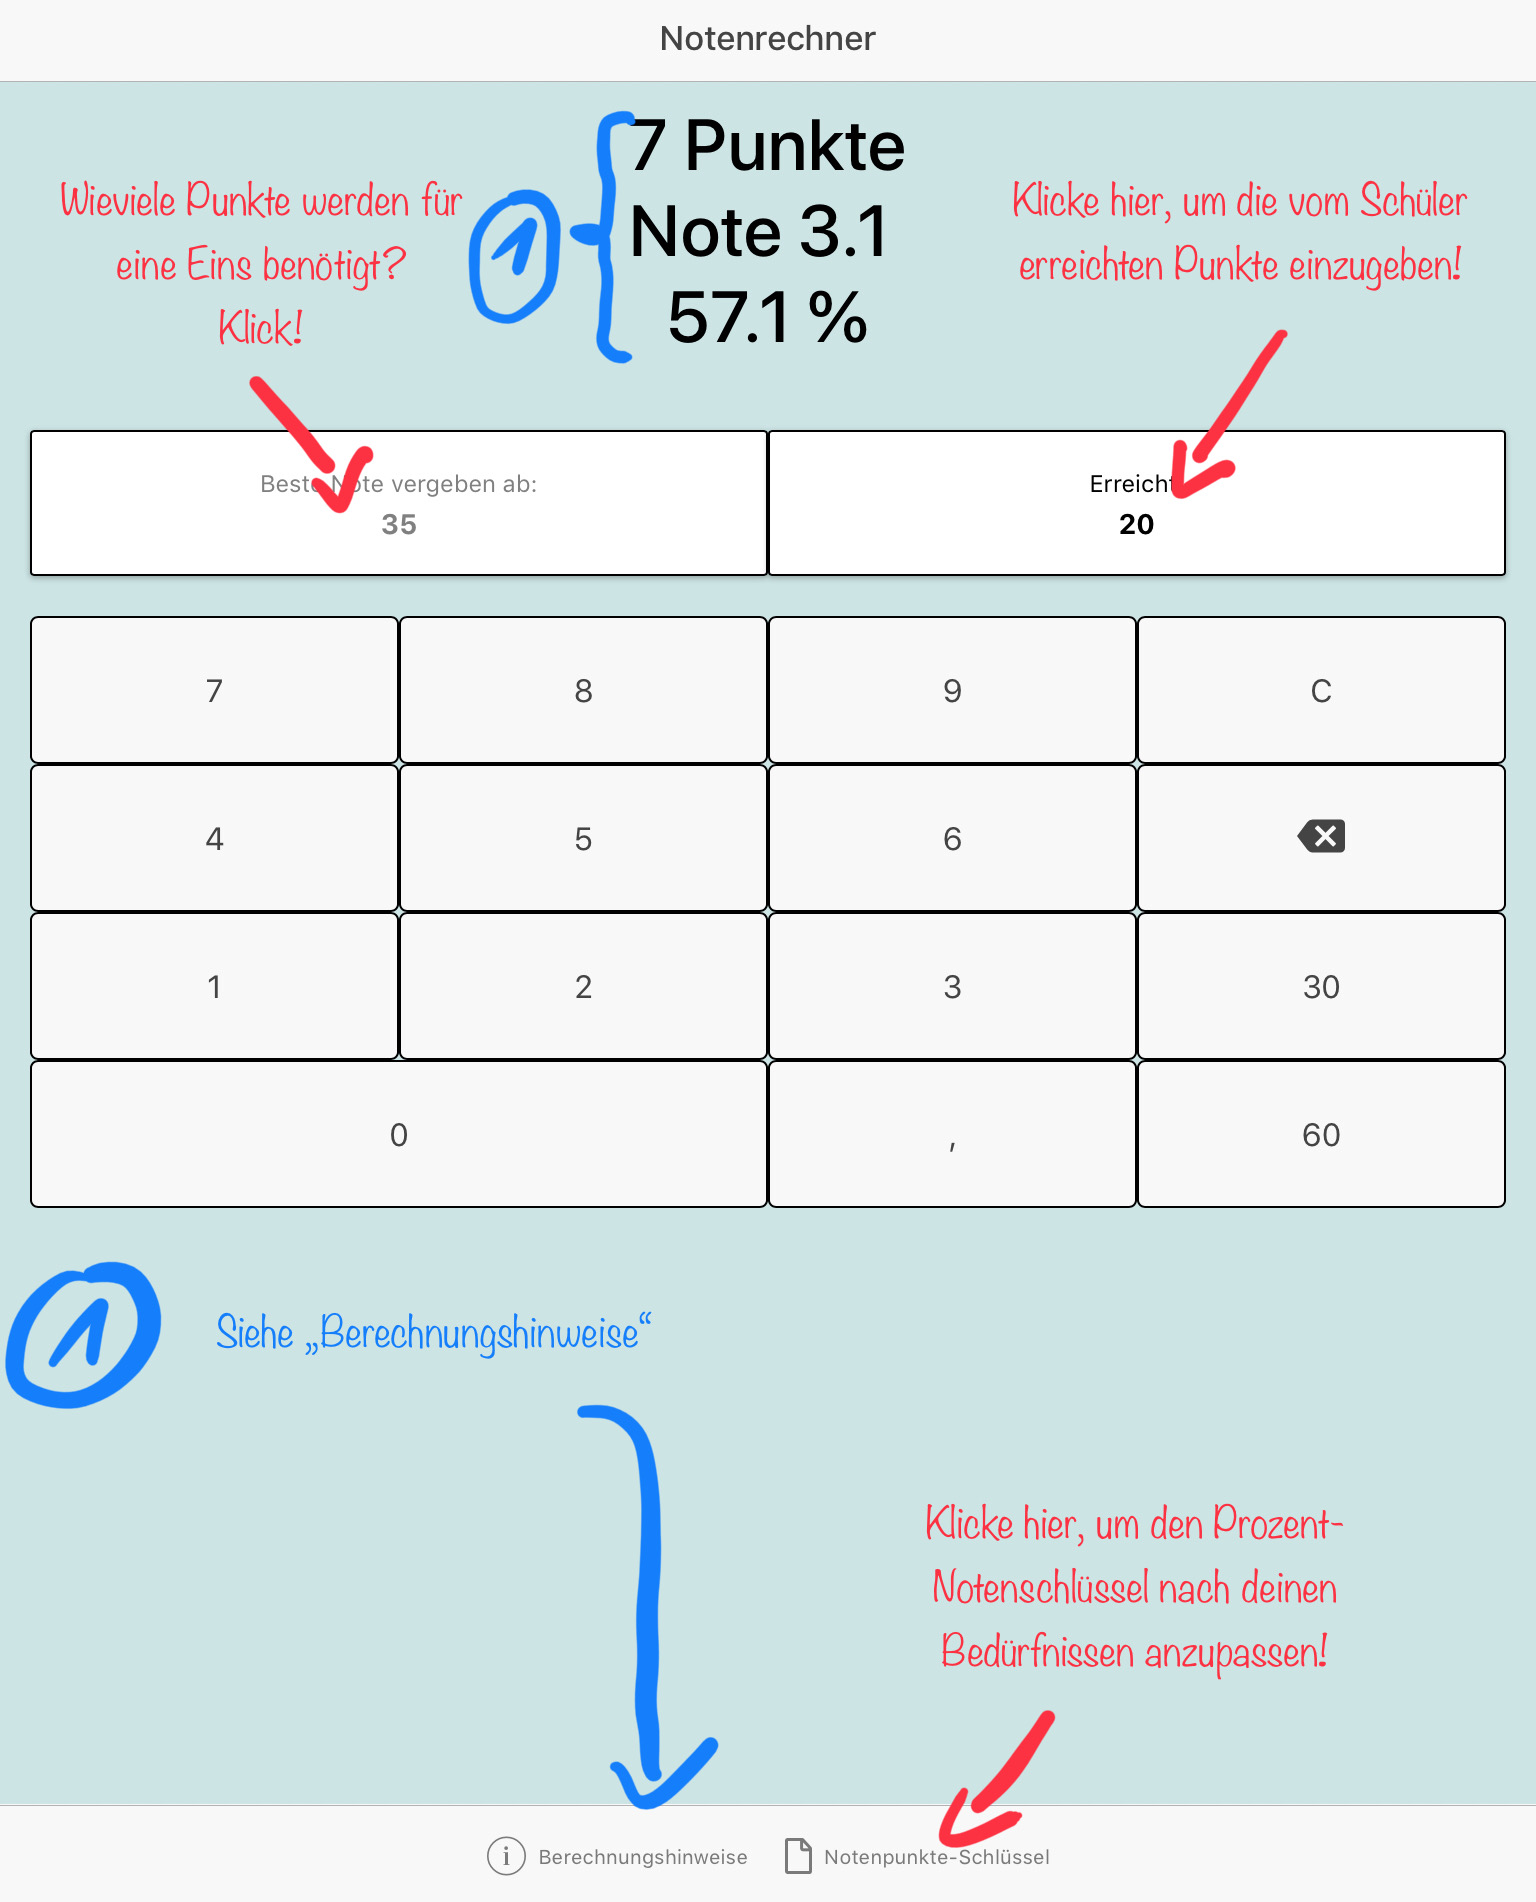 Notenrechner
7 Punkte
Note 3.1
57.1 %
Wieviele Punkte werden für
eine Eins benötigt?
Klick!
1
Klicke hier, um die vom Schüler
erreichten Punkte einzugeben!
Beste Note vergeben ab:
35
Erreicht
20
7 8 9 C
4 5 6
1 2 3 30
0 , 60
1
Siehe „Berechnungshinweise“
Klicke hier, um den Prozent-
Notenschlüssel nach deinen
Bedürfnissen anzupassen!
Berechnungshinweise
Notenpunkte-Schlüssel